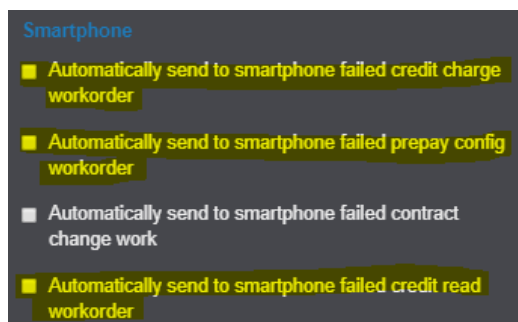 Smartphone
Automatically send to smartphone failed credit charge
workorder
Automatically send to smartphone failed prepay config
workorder
Automatically send to smartphone failed contract
change work
Automatically send to smartphone failed credit read
workorder